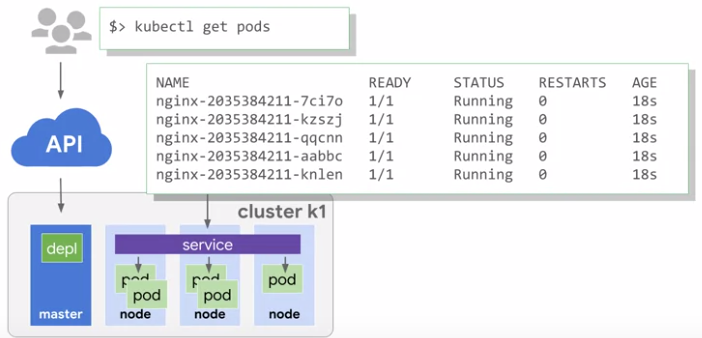 $> kubectl get pods
NAME READY STATUS RESTARTS AGE
nginx-2035384211-7ci7o 1/1 Running 0 18s
nginx-2035384211-kzszj 1/1 Running 0 18s
nginx-2035384211-qqcnn 1/1 Running 0 18s
nginx-2035384211-aabbc 1/1 Running 0 18s
nginx-2035384211-knlen 1/1 Running 0 18s
API
cluster k1
depl
service
pod pod pod
pod pod
master node node node